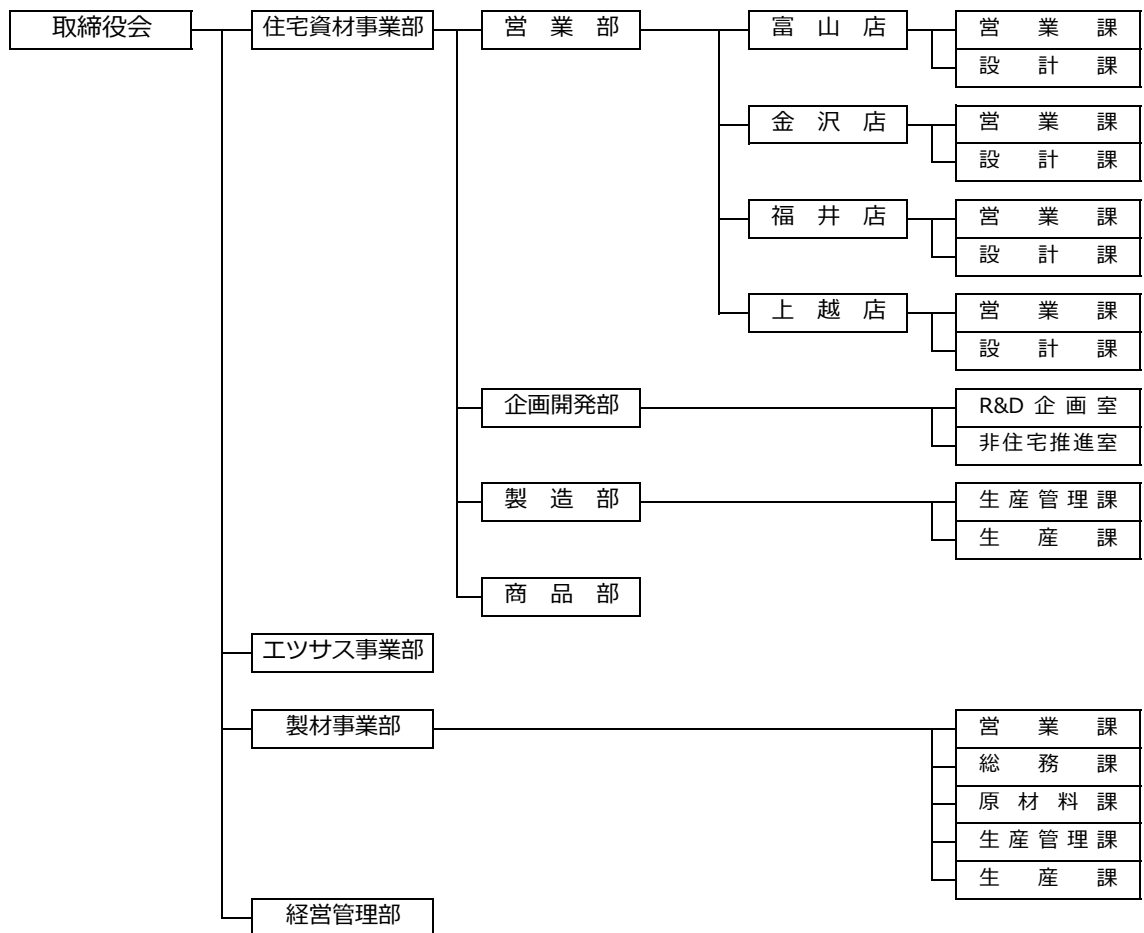 取締役会 住宅資材事業部 営業部 富山店 営業課
設計課
金沢店 営業課
設計課
福井店 営業課
設計課
上越店 営業課
設計課
企画開発部 R&D企画室
非住宅推進室
製造部 生産管理課
生産課
商品部
エツサス事業部
製材事業部 営業課
総務課
原材料課
生産管理課
生産課
経営管理部